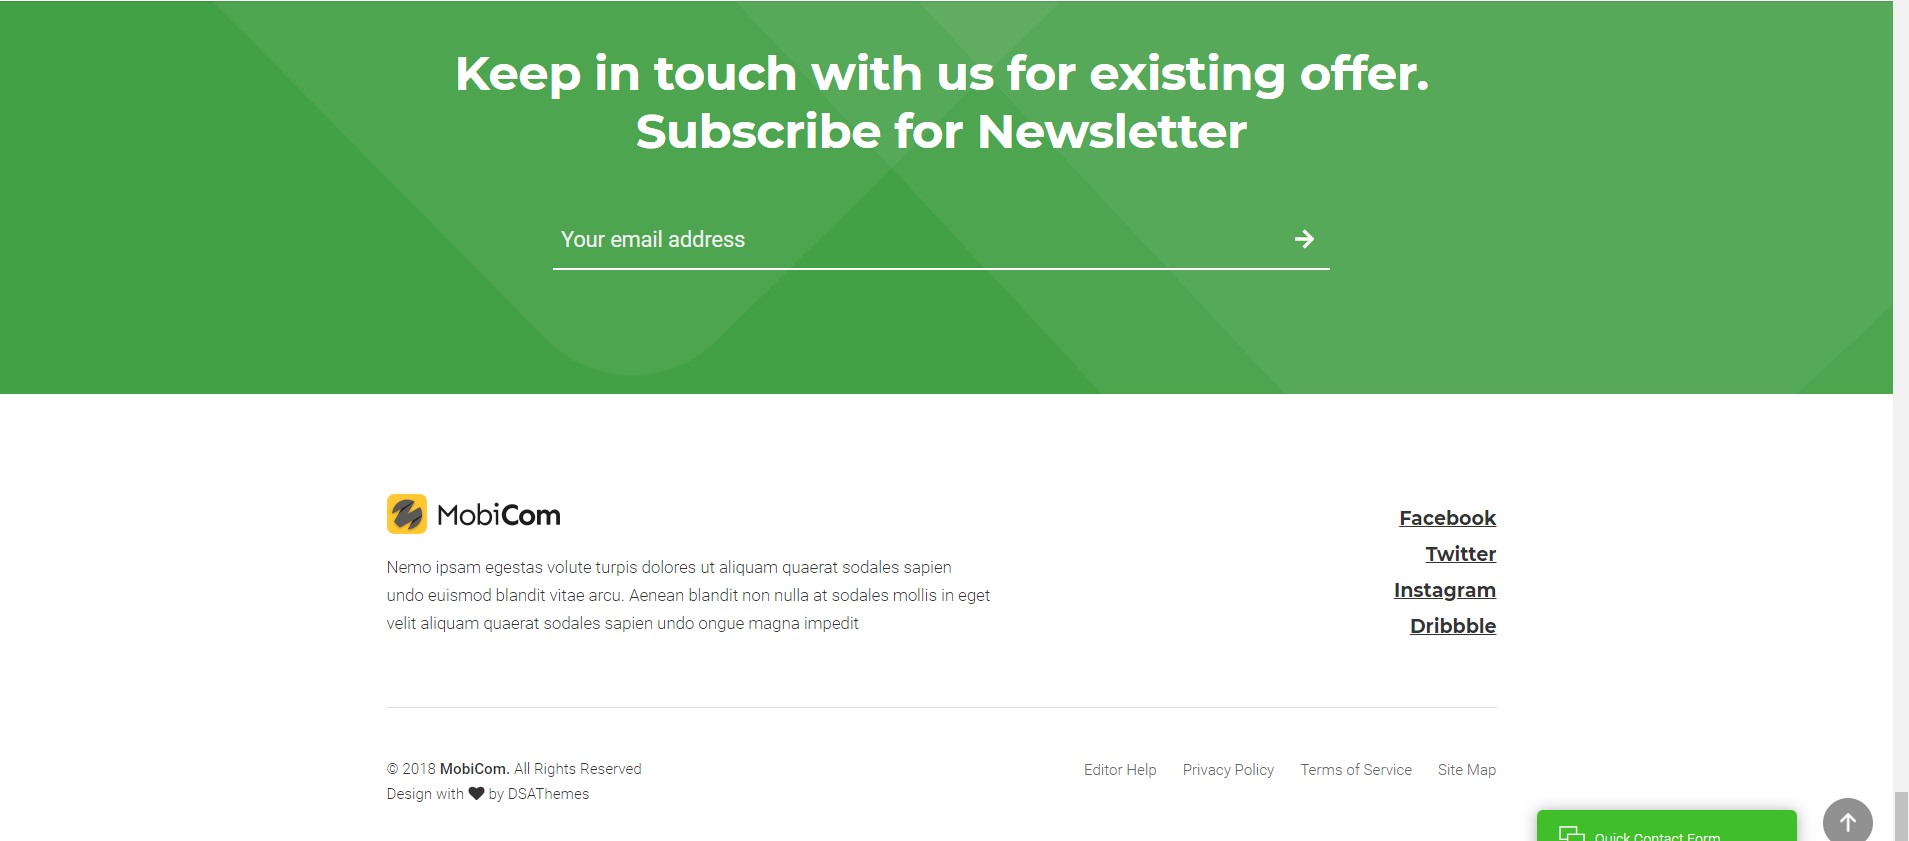 Keep in touch with us for existing offer.
Subscribe for Newsletter
Your email address
MobiCom
Nemo ipsam egestas volute turpis dolores ut aliquam quaerat sodales sapien
undo euismod blandit vitae arcu. Aenean blandit non nulla at sodales mollis in eget
velit aliquam quaerat sodales sapien undo ongue magna impedit
Facebook
Twitter
Instagram
Dribbble
© 2018 MobiCom. All Rights Reserved
Design with ♥ by DSAThemes
Editor Help Privacy Policy Terms of Service Site Map
Quick Contact Form